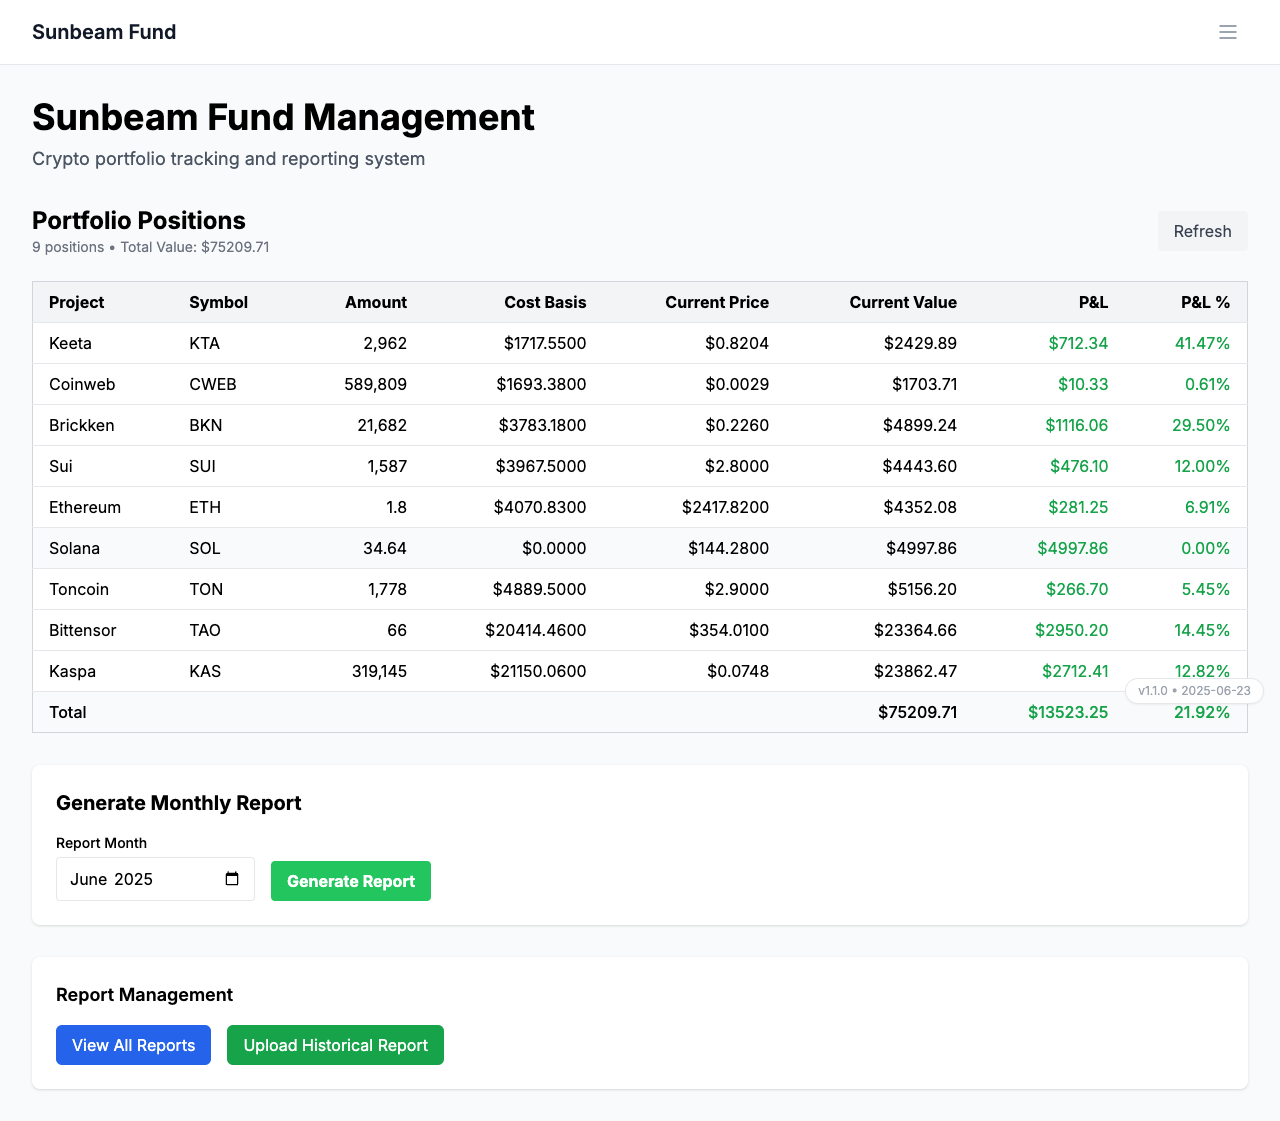 Sunbeam Fund
Sunbeam Fund Management
Crypto portfolio tracking and reporting system
Portfolio Positions
9 positions • Total Value: $75209.71
Refresh
Project Symbol Amount Cost Basis Current Price Current Value P&L P&L %
Keeta KTA 2,962 $1717.5500 $0.8204 $2429.89 $712.34 41.47%
Coinweb CWEB 589,809 $1693.3800 $0.0029 $1703.71 $10.33 0.61%
Brickken BKN 21,682 $3783.1800 $0.2260 $4899.24 $1116.06 29.50%
Sui SUI 1,587 $3967.5000 $2.8000 $4443.60 $476.10 12.00%
Ethereum ETH 1.8 $4070.8300 $2417.8200 $4352.08 $281.25 6.91%
Solana SOL 34.64 $0.0000 $144.2800 $4997.86 $4997.86 0.00%
Toncoin TON 1,778 $4889.5000 $2.9000 $5156.20 $266.70 5.45%
Bittensor TAO 66 $20414.4600 $354.0100 $23364.66 $2950.20 14.45%
Kaspa KAS 319,145 $21150.0600 $0.0748 $23862.47 $2712.41 12.82%
v1.1.0 • 2025-06-23
Total $75209.71 $13523.25 21.92%
Generate Monthly Report
Report Month
June 2025
Generate Report
Report Management
View All Reports
Upload Historical Report